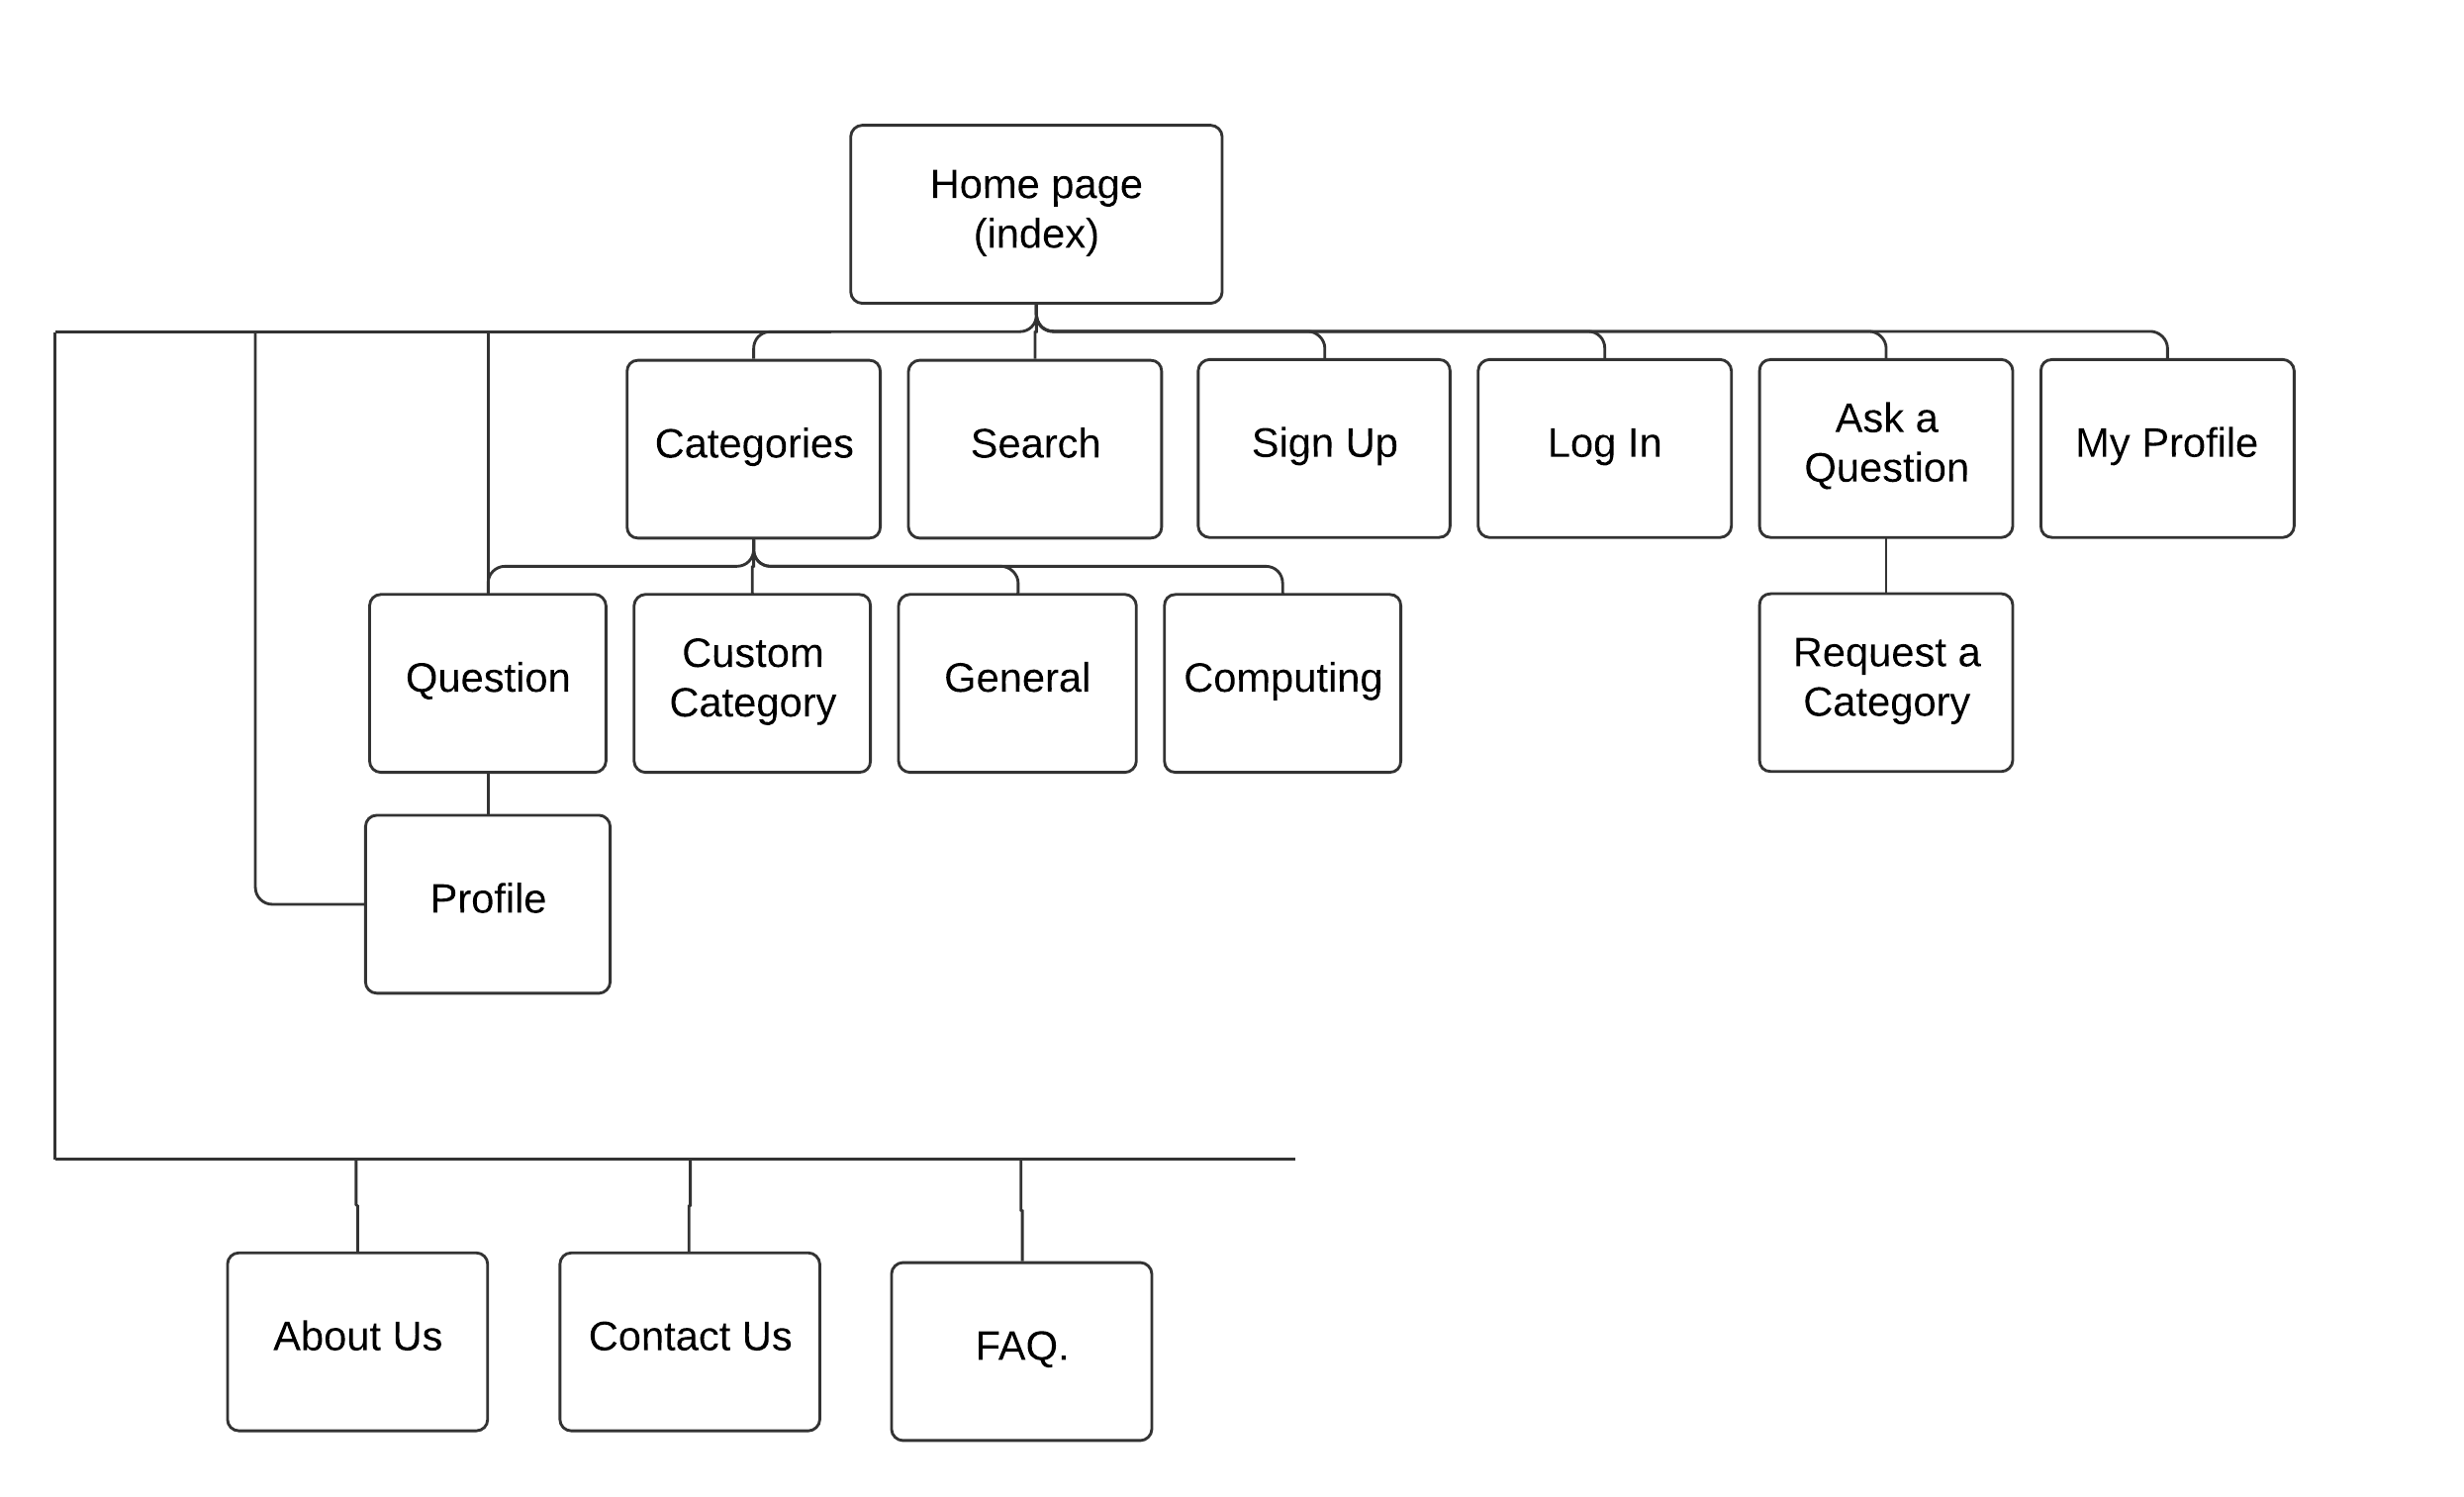 Home page
(index)
Categories
Search
Sign Up
Log In
Ask a
Question
My Profile
Question
Custom
Category
General
Computing
Request a
Category
Profile
About Us
Contact Us
FAQ.